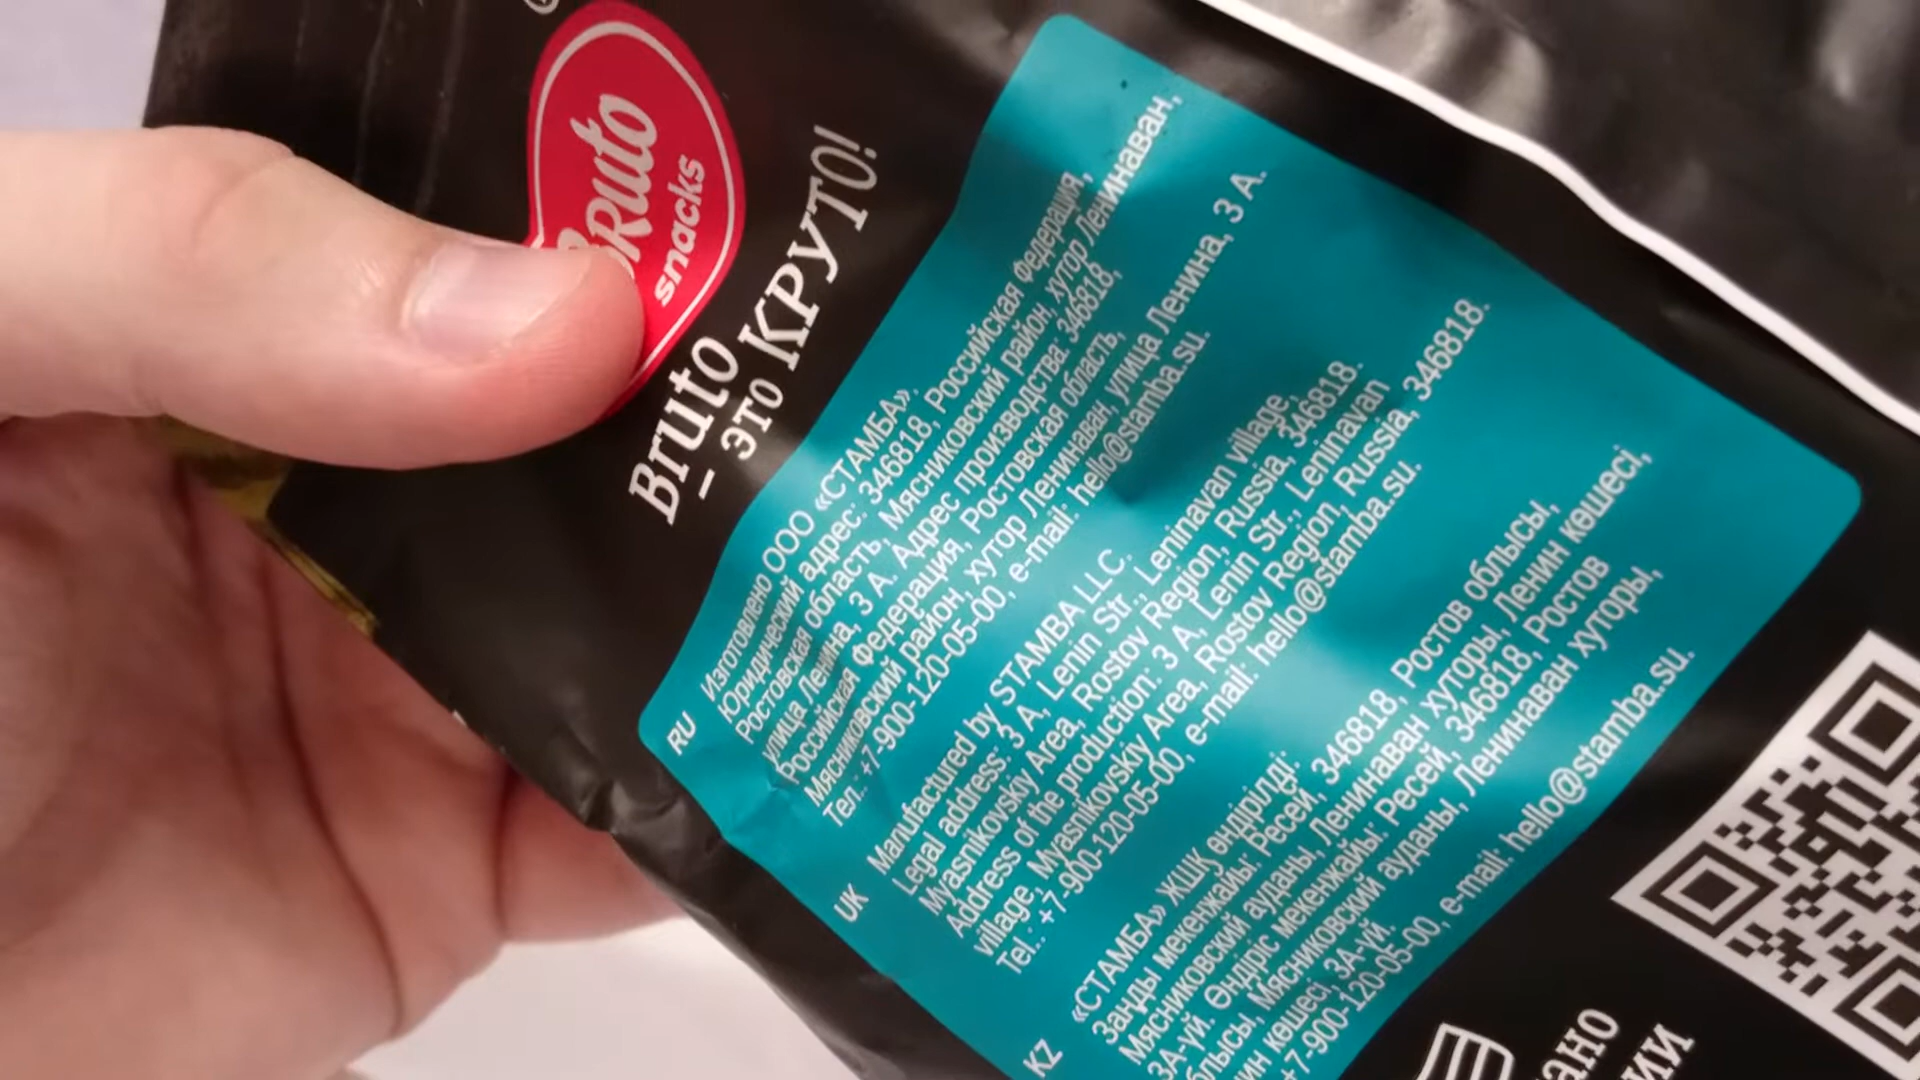 Bruto
snacks
Bruto
– это КРУТО!
RU
Изготовлено ООО «СТАМБА».
Юридический адрес: 346818, Российская Федерация,
Ростовская область, Мясниковский район, хутор Ленинаван,
улица Ленина, 3 А. Адрес производства: 346818,
Российская Федерация, Ростовская область,
Мясниковский район, хутор Ленинаван, улица Ленина, 3 А.
Тел.: +7-900-120-05-00, e-mail: hello@stamba.su.
UK
Manufactured by STAMBA LLC.
Legal address: 3 A, Lenin Str., Leninavan village,
Myasnikovskiy Area, Rostov Region, Russia, 346818.
Address of the production: 3 A, Lenin Str., Leninavan
village, Myasnikovskiy Area, Rostov Region, Russia, 346818.
Tel.: +7-900-120-05-00, e-mail: hello@stamba.su.
KZ
«СТАМБА» ЖШҚ өндірілді:
Заңды мекенжайы: Ресей, 346818, Ростов облысы,
Мясниковский ауданы, Ленинаван хуторы, Ленин көшесі,
3А-үй. Өндіріс мекенжайы: Ресей, 346818, Ростов
облысы, Мясниковский ауданы, Ленинаван хуторы,
көшесі, 3А-үй.
+7-900-120-05-00, e-mail: hello@stamba.su.